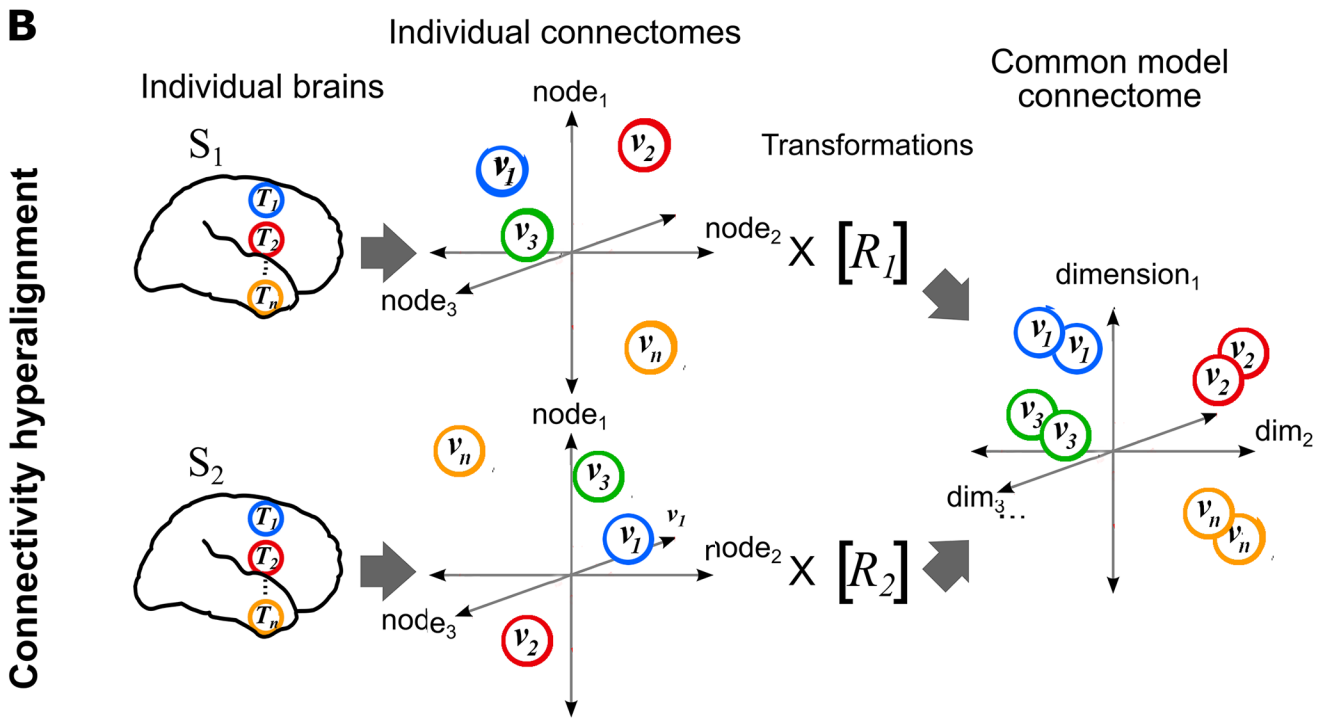 B
Individual connectomes
Common model
connectome
Individual brains
Transformations
Connectivity hyperalignment
S1
T1
T2
Tn
node1
v1
v2
v3
vn
node2
node3
X [R1]
S2
T1
T2
Tn
node1
vn
v3
v1
v1
v2
node2
node3
X [R2]
dimension1
v1
v1
v2
v2
v3
v3
dim2
dim3
...
vn
vn